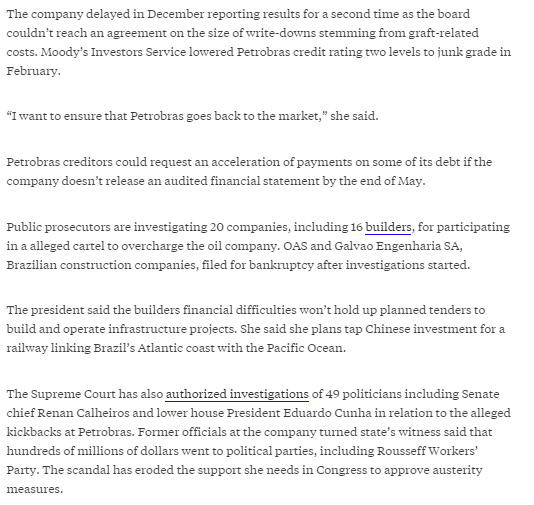 The company delayed in December reporting results for a second time as the board
couldn’t reach an agreement on the size of write-downs stemming from graft-related
costs. Moody’s Investors Service lowered Petrobras credit rating two levels to junk grade in
February.
“I want to ensure that Petrobras goes back to the market,” she said.
Petrobras creditors could request an acceleration of payments on some of its debt if the
company doesn’t release an audited financial statement by the end of May.
Public prosecutors are investigating 20 companies, including 16 builders, for participating
in a alleged cartel to overcharge the oil company. OAS and Galvao Engenharia SA,
Brazilian construction companies, filed for bankruptcy after investigations started.
The president said the builders financial difficulties won’t hold up planned tenders to
build and operate infrastructure projects. She said she plans tap Chinese investment for a
railway linking Brazil’s Atlantic coast with the Pacific Ocean.
The Supreme Court has also authorized investigations of 49 politicians including Senate
chief Renan Calheiros and lower house President Eduardo Cunha in relation to the alleged
kickbacks at Petrobras. Former officials at the company turned state’s witness said that
hundreds of millions of dollars went to political parties, including Rousseff Workers’
Party. The scandal has eroded the support she needs in Congress to approve austerity
measures.